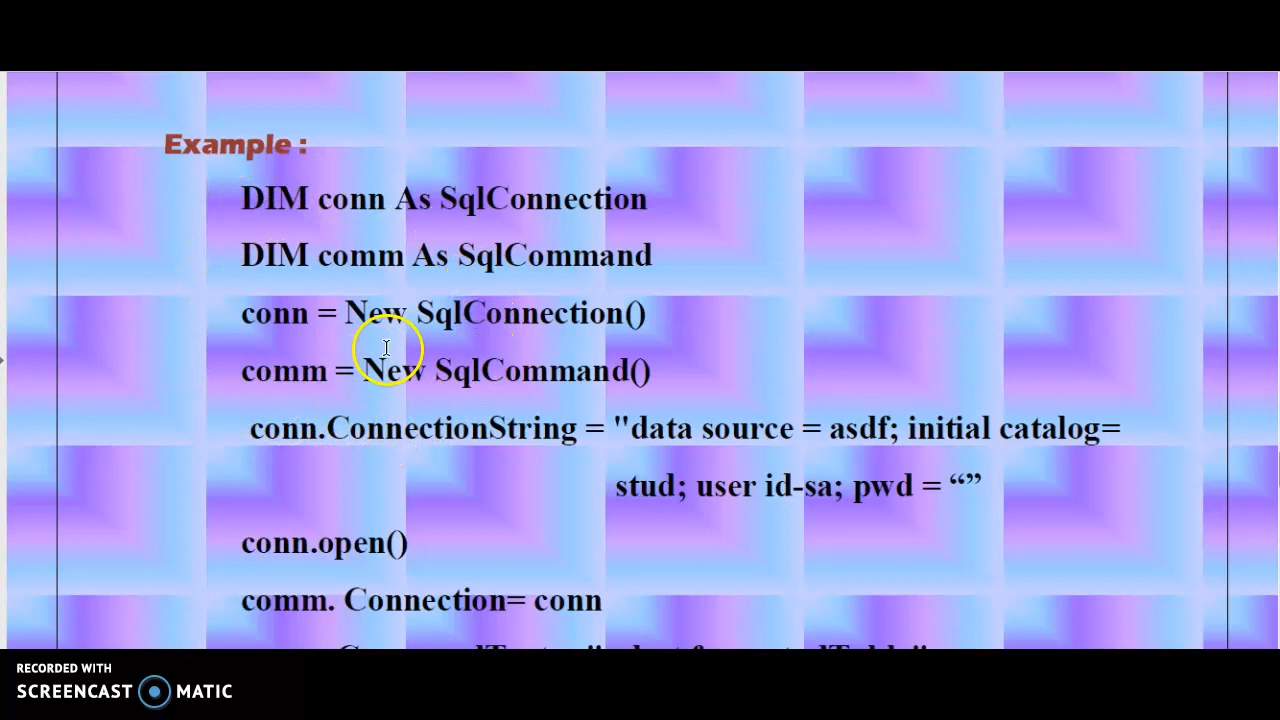 Example :
DIM conn As SqlConnection
DIM comm As SqlCommand
conn = New SqlConnection()
comm = New SqlCommand()
conn.ConnectionString = "data source = asdf; initial catalog=
stud; user id-sa; pwd = “”
conn.open()
comm. Connection= conn
RECORDED WITH
SCREENCAST MATIC